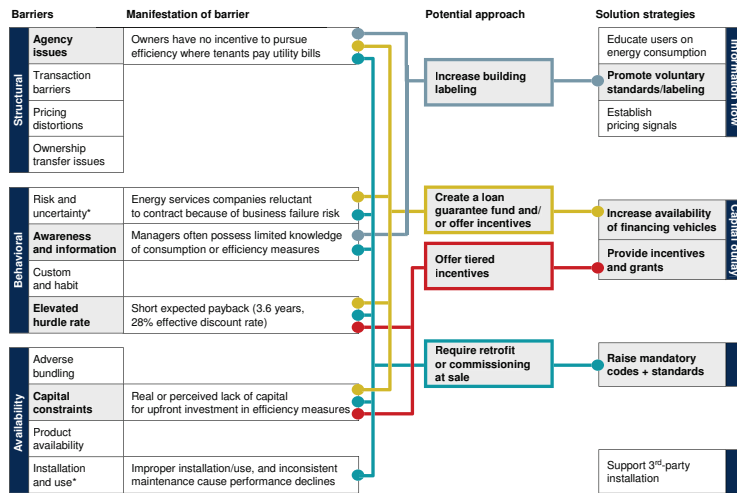 Barriers
Manifestation of barrier
Potential approach
Solution strategies
Structural
Agency
issues
Owners have no incentive to pursue
efficiency where tenants pay utility bills
Transaction
barriers
Pricing
distortions
Ownership
transfer issues
Increase building
labeling
Educate users on
energy consumption
Promote voluntary
standards/labeling
Establish
pricing signals
Information flow
Behavioral
Risk and
uncertainty*
Energy services companies reluctant
to contract because of business failure risk
Awareness
and information
Managers often possess limited knowledge
of consumption or efficiency measures
Custom
and habit
Elevated
hurdle rate
Short expected payback (3.6 years,
28% effective discount rate)
Create a loan
guarantee fund and/
or offer incentives
Offer tiered
incentives
Increase availability
of financing vehicles
Provide incentives
and grants
Capital outlay
Availability
Adverse
bundling
Capital
constraints
Real or perceived lack of capital
for upfront investment in efficiency measures
Product
availability
Installation
and use*
Improper installation/use, and inconsistent
maintenance cause performance declines
Require retrofit
or commissioning
at sale
Raise mandatory
codes + standards
Support 3rd-party
installation